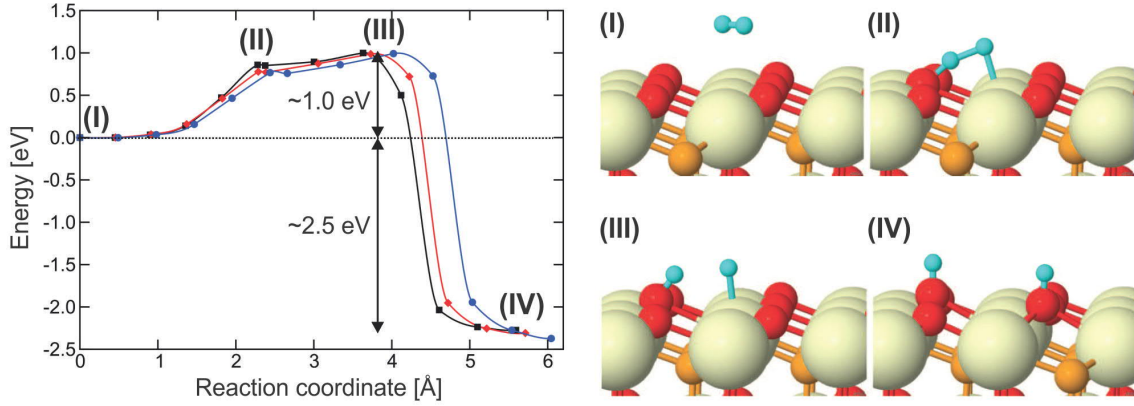 1.5
1.0
0.5
0.0
-0.5
1.0
1.5
-2.0
-2.5
Energy [eV]
(I)
(II)
(III)
~1.0 eV
~2.5 eV
(IV)
0 1 2 3 4 5 6
Reaction coordinate [Å]
(I)
(II)
(III)
(IV)